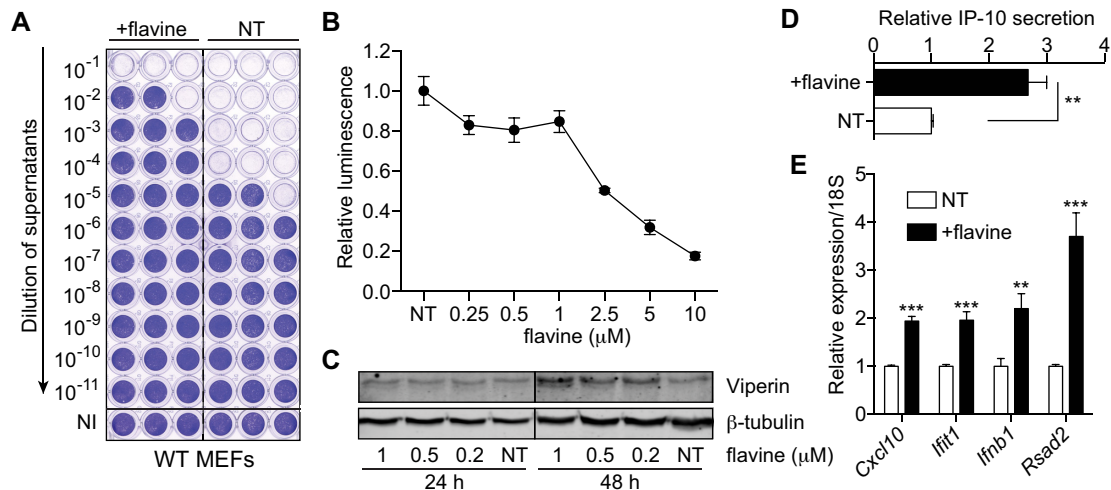 A
+flavine NT
Dilution of supernatants
10-1
10-2
10-3
10-4
10-5
10-6
10-7
10-8
10-9
10-10
10-11
NI
WT MEFs
B
Relative luminescence
1.2
1.0
0.8
0.6
0.4
0.2
0.0
NT 0.25 0.5 1 2.5 5 10
flavine (μM)
C
Viperin
β-tubulin
1 0.5 0.2 NT 1 0.5 0.2 NT flavine (μM)
24 h 48 h
D
Relative IP-10 secretion
0 1 2 3 4
+flavine
NT
**
E
Relative expression/18S
5
4
3
2
1
0
NT
+flavine
*** *** ** ***
Cxcl10 Ifit1 Ifnb1 Rsad2